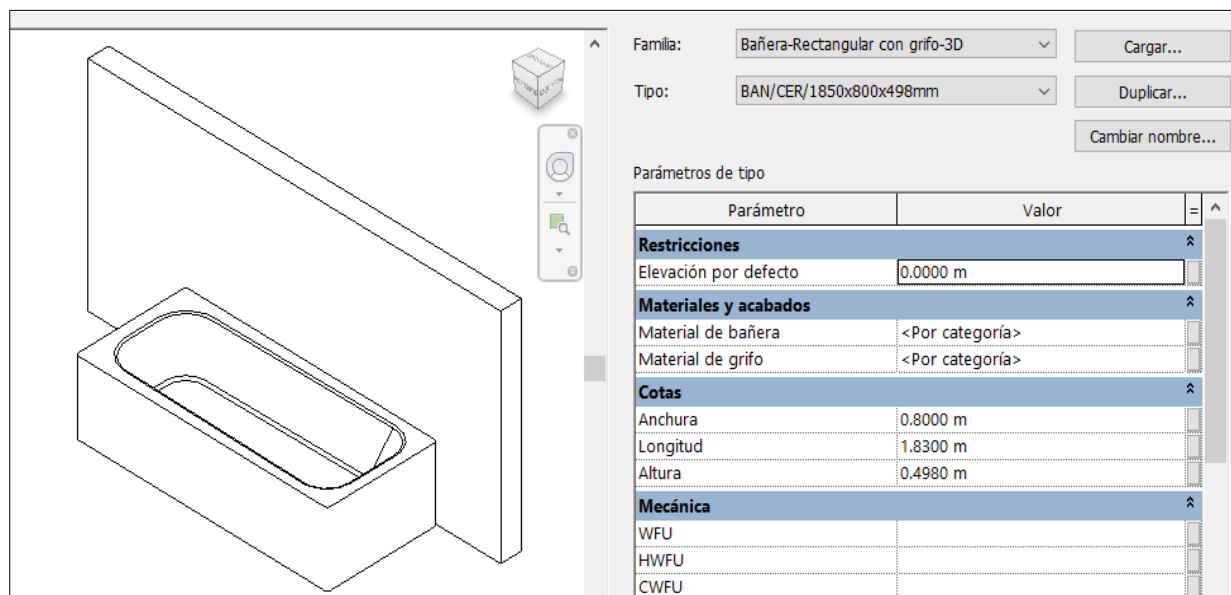 Familia: Bañera-Rectangular con grifo-3D Cargar...
Tipo: BAN/CER/1850x800x498mm Duplicar...
Cambiar nombre...
Parámetros de tipo
Parámetro Valor =
Restricciones
Elevación por defecto 0.0000 m
Materiales y acabados
Material de bañera <Por categoría>
Material de grifo <Por categoría>
Cotas
Anchura 0.8000 m
Longitud 1.8300 m
Altura 0.4980 m
Mecánica
WFU
HWFU
CWFU